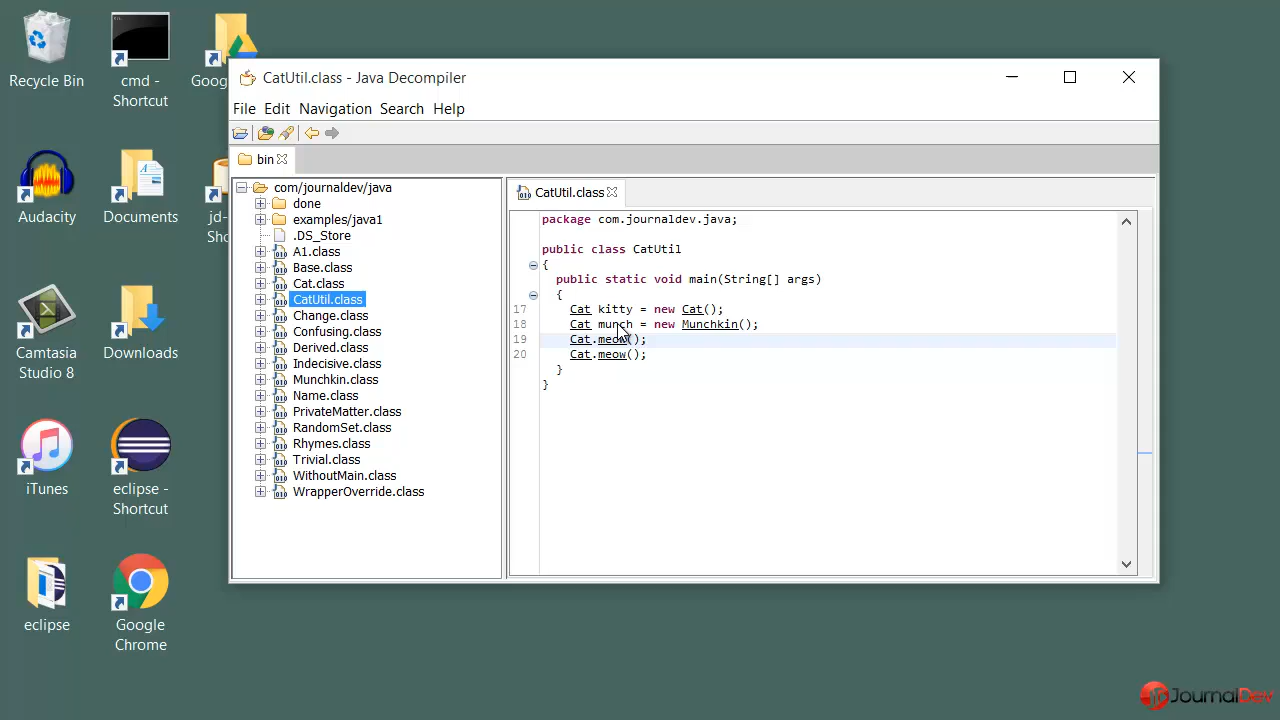 Recycle Bin
cmd -
Shortcut
Goog
CatUtil.class - Java Decompiler
File Edit Navigation Search Help
bin
Audacity
Documents
jd-
Sho
Camtasia
Studio 8
Downloads
iTunes
eclipse -
Shortcut
eclipse
Google
Chrome
com/journaldev/java
done
examples/java1
.DS_Store
A1.class
Base.class
Cat.class
CatUtil.class
Change.class
Confusing.class
Derived.class
Indecisive.class
Munchkin.class
Name.class
PrivateMatter.class
RandomSet.class
Rhymes.class
Trivial.class
WithoutMain.class
WrapperOverride.class
CatUtil.class
package com.journaldev.java;
public class CatUtil
{
public static void main(String[] args)
{
17 Cat kitty = new Cat();
18 Cat munch = new Munchkin();
19 Cat.meow();
20 Cat.meow();
}
}
JournalDev